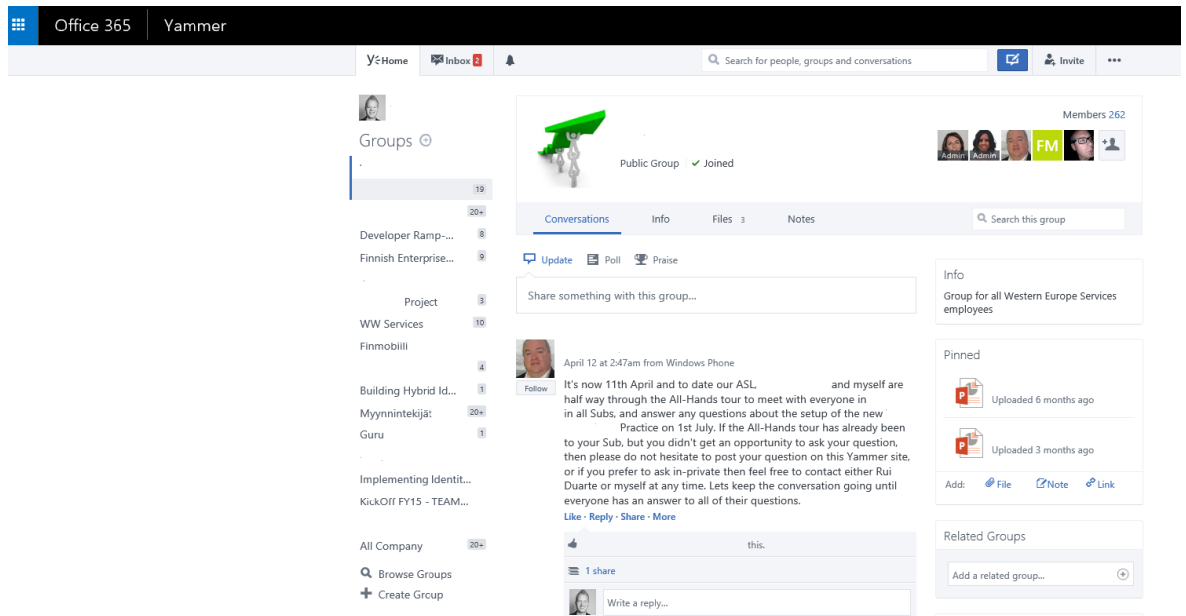 Office 365
Yammer
y Home
Inbox 2
Search for people, groups and conversations
Invite
Groups
19
20+
Developer Ramp-... 8
Finnish Enterprise... 9
Project 3
WW Services 10
Finmobiili
4
Building Hybrid Id... 1
Myynnintekijät 20+
Guru 1
Implementing Identit...
KickOff FY15 - TEAM...
All Company 20+
Browse Groups
Create Group
Public Group
Joined
Members 262
Admin
Admin
FM
Conversations
Info
Files 3
Notes
Search this group
Update
Poll
Praise
Share something with this group...
April 12 at 2:47am from Windows Phone
Follow
It's now 11th April and to date our ASL, and myself are
half way through the All-Hands tour to meet with everyone in
in all Subs, and answer any questions about the setup of the new
Practice on 1st July. If the All-Hands tour has already been
to your Sub, but you didn't get an opportunity to ask your question,
then please do not hesitate to post your question on this Yammer site,
or if you prefer to ask in-private then feel free to contact either Rui
Duarte or myself at any time. Lets keep the conversation going until
everyone has an answer to all of their questions.
Like · Reply · Share · More
this.
1 share
Write a reply...
Info
Group for all Western Europe Services
employees
Pinned
Uploaded 6 months ago
Uploaded 3 months ago
Add: File Note Link
Related Groups
Add a related group...